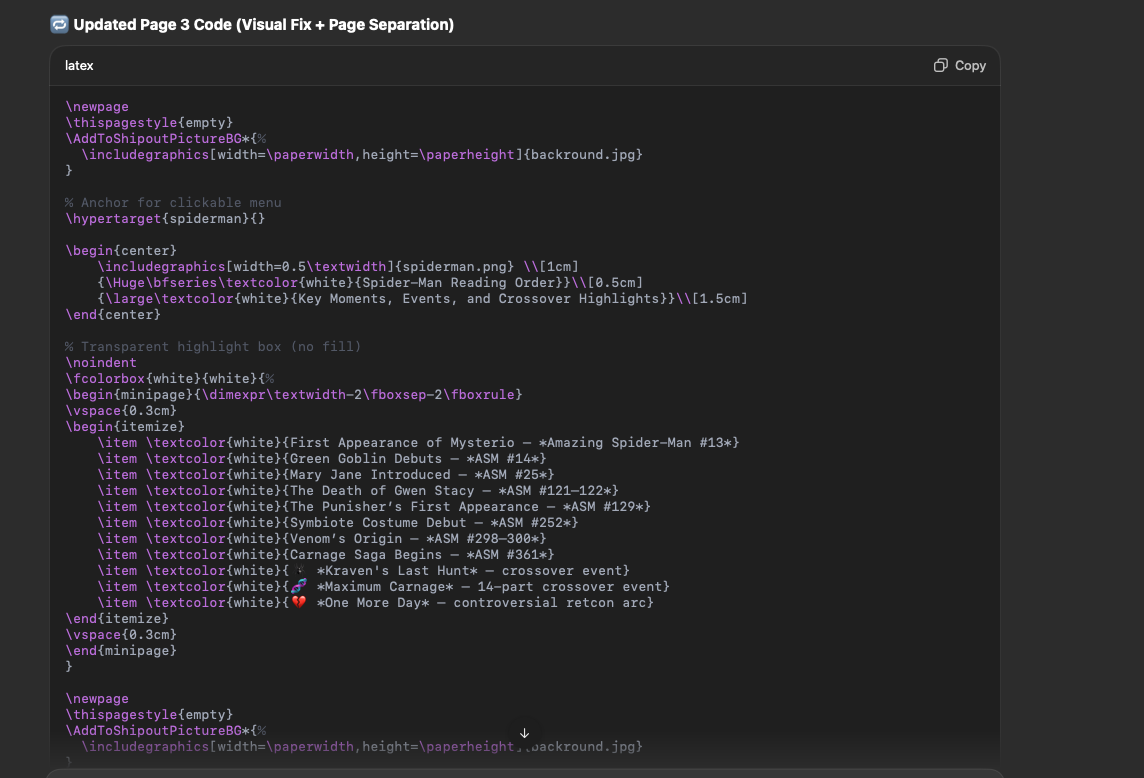 🔁 Updated Page 3 Code (Visual Fix + Page Separation)
latex
Copy
\newpage
\thispagestyle{empty}
\AddToShipoutPictureBG*{%
  \includegraphics[width=\paperwidth,height=\paperheight]{backround.jpg}
}
% Anchor for clickable menu
\hypertarget{spiderman}{}
\begin{center}
    \includegraphics[width=0.5\textwidth]{spiderman.png} \\[1cm]
    {\Huge\bfseries\textcolor{white}{Spider-Man Reading Order}}\\[0.5cm]
    {\large\textcolor{white}{Key Moments, Events, and Crossover Highlights}}\\[1.5cm]
\end{center}
% Transparent highlight box (no fill)
\noindent
\fcolorbox{white}{white}{%
\begin{minipage}{\dimexpr\textwidth-2\fboxsep-2\fboxrule}
\vspace{0.3cm}
\begin{itemize}
    \item \textcolor{white}{First Appearance of Mysterio – *Amazing Spider-Man #13*}
    \item \textcolor{white}{Green Goblin Debuts – *ASM #14*}
    \item \textcolor{white}{Mary Jane Introduced – *ASM #25*}
    \item \textcolor{white}{The Death of Gwen Stacy – *ASM #121–122*}
    \item \textcolor{white}{The Punisher’s First Appearance – *ASM #129*}
    \item \textcolor{white}{Symbiote Costume Debut – *ASM #252*}
    \item \textcolor{white}{Venom’s Origin – *ASM #298–300*}
    \item \textcolor{white}{Carnage Saga Begins – *ASM #361*}
    \item \textcolor{white}{🕷 *Kraven's Last Hunt* – crossover event}
    \item \textcolor{white}{🧬 *Maximum Carnage* – 14-part crossover event}
    \item \textcolor{white}{💔 *One More Day* – controversial retcon arc}
\end{itemize}
\vspace{0.3cm}
\end{minipage}
}
\newpage
\thispagestyle{empty}
\AddToShipoutPictureBG*{%
  \includegraphics[width=\paperwidth,height=\paperheight]{backround.jpg}
}